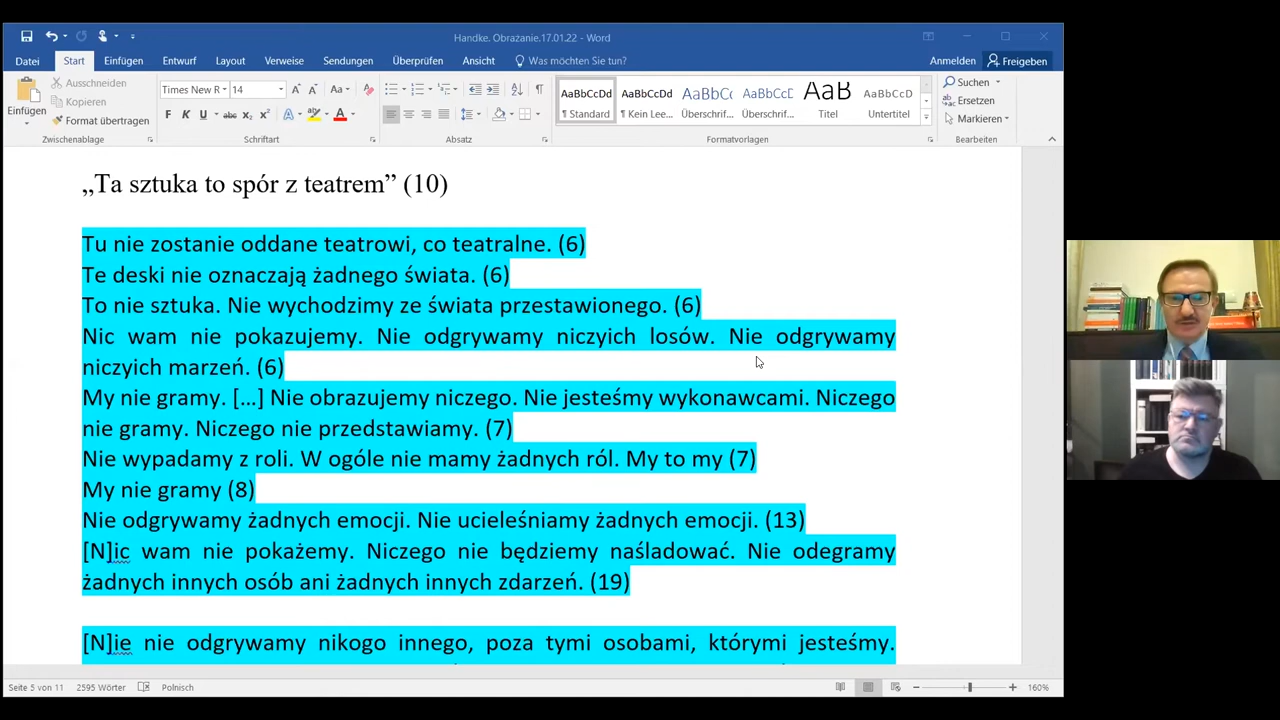 Handke. Obrażanie.17.01.22 - Word
Datei Start Einfügen Entwurf Layout Verweise Sendungen Überprüfen Ansicht Was möchten Sie tun? Anmelden Freigeben
Einfügen
Ausschneiden
Kopieren
Format übertragen
Zwischenablage
Times New R 14
F K U abc x₂ x²
Schriftart
Absatz
AaBbCcDd AaBbCcDd AaBbCc AaBbCcD AaB AaBbCcD
¶ Standard ¶ Kein Lee... Überschrif... Überschrif... Titel Untertitel
Formatvorlagen
Suchen
Ersetzen
Markieren
Bearbeiten
„Ta sztuka to spór z teatrem” (10)
Tu nie zostanie oddane teatrowi, co teatralne. (6)
Te deski nie oznaczają żadnego świata. (6)
To nie sztuka. Nie wychodzimy ze świata przestawionego. (6)
Nic wam nie pokazujemy. Nie odgrywamy niczyich losów. Nie odgrywamy
niczyich marzeń. (6)
My nie gramy. […] Nie obrazujemy niczego. Nie jesteśmy wykonawcami. Niczego
nie gramy. Niczego nie przedstawiamy. (7)
Nie wypadamy z roli. W ogóle nie mamy żadnych ról. My to my (7)
My nie gramy (8)
Nie odgrywamy żadnych emocji. Nie ucieleśniamy żadnych emocji. (13)
[N]ic wam nie pokażemy. Niczego nie będziemy naśladować. Nie odegramy
żadnych innych osób ani żadnych innych zdarzeń. (19)
[N]ie nie odgrywamy nikogo innego, poza tymi osobami, którymi jesteśmy.
Seite 5 von 11 2595 Wörter Polnisch 160%